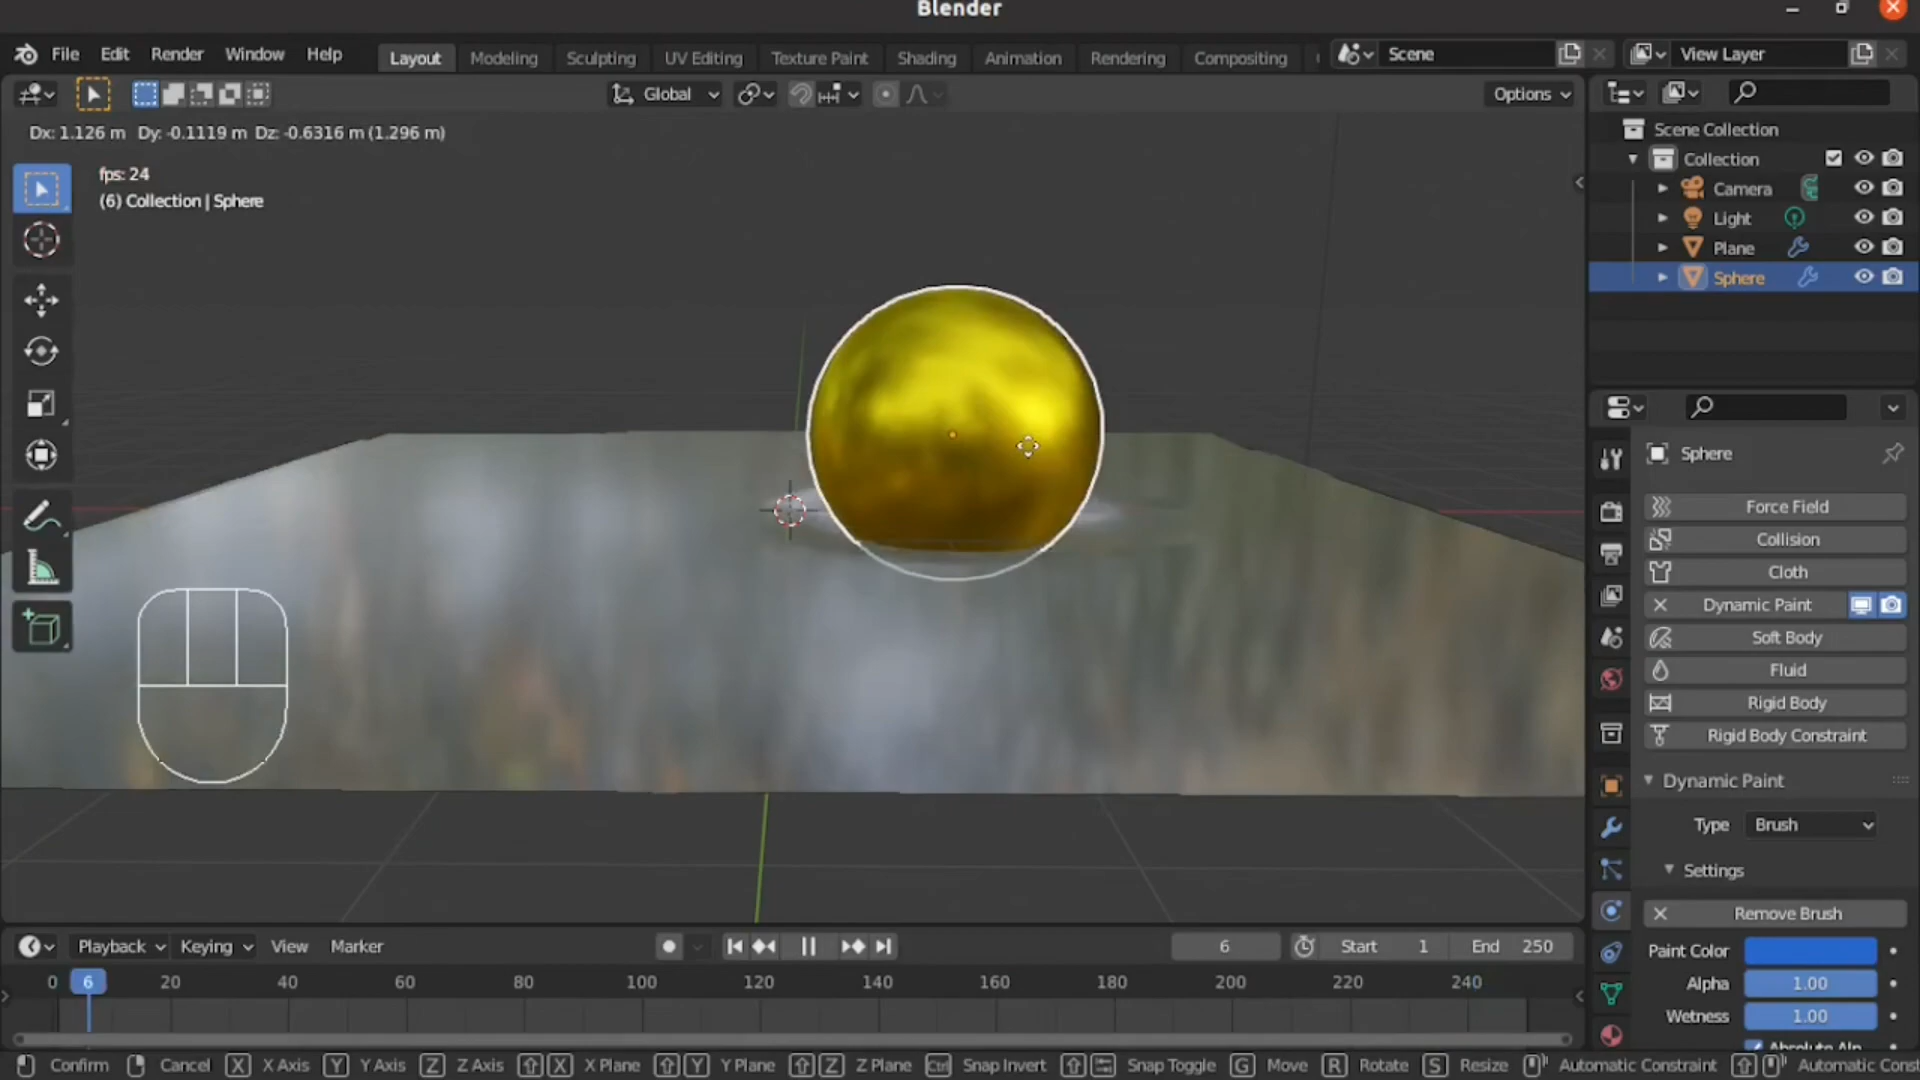 Blender
File Edit Render Window Help Layout Modeling Sculpting UV Editing Texture Paint Shading Animation Rendering Compositing Scene View Layer
Global Options
Dx: 1.126 m Dy: -0.1119 m Dz: -0.6316 m (1.296 m)
fps: 24
(6) Collection | Sphere
Scene Collection
Collection
Camera
Light
Plane
Sphere
Sphere
Force Field
Collision
Cloth
Dynamic Paint
Soft Body
Fluid
Rigid Body
Rigid Body Constraint
Dynamic Paint
Type Brush
Settings
Remove Brush
Paint Color
Alpha 1.00
Wetness 1.00
Playback Keying View Marker 6 Start 1 End 250
0 6 20 40 60 80 100 120 140 160 180 200 220 240
Confirm Cancel X X Axis Y Y Axis Z Z Axis X X Plane Y Y Plane Z Z Plane Ctrl Snap Invert Snap Toggle G Move R Rotate S Resize Automatic Constraint